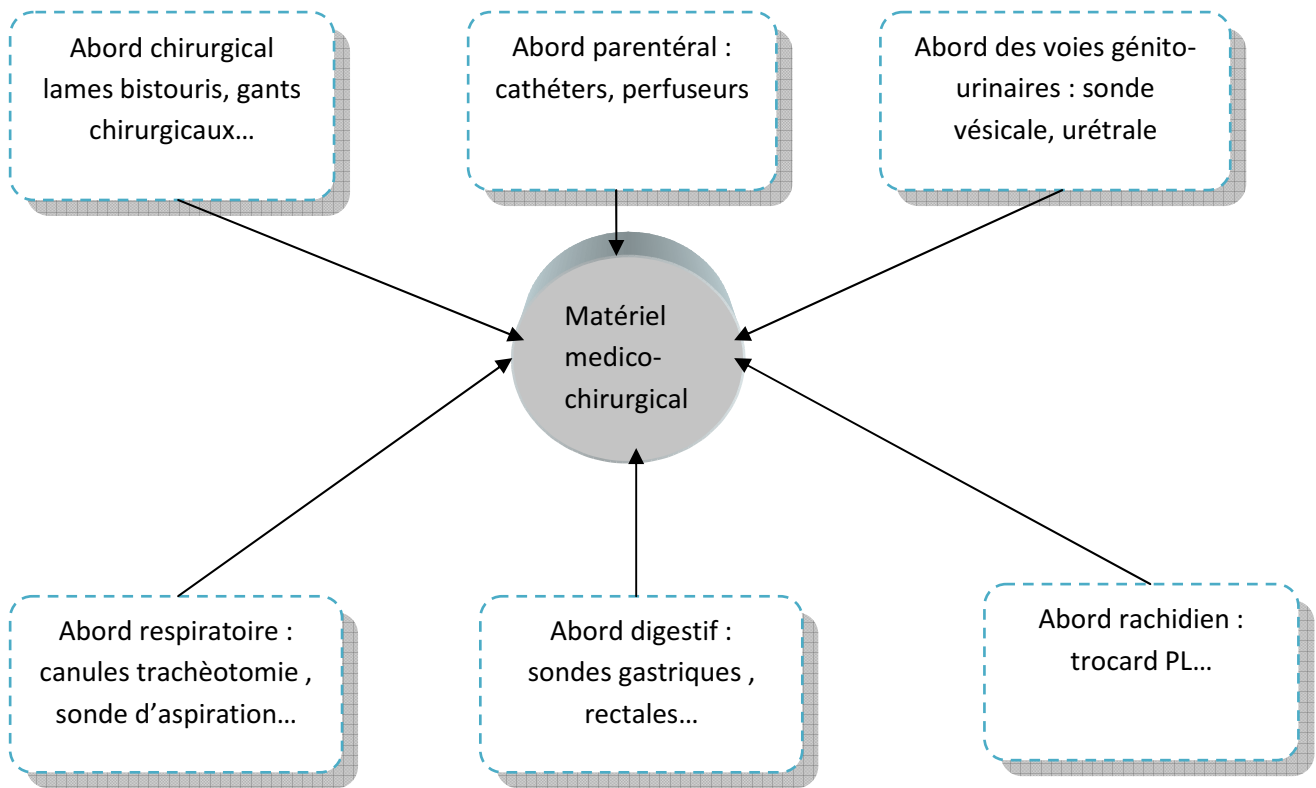 Abord chirurgical
lames bistouris, gants
chirurgicaux…
Abord parentéral :
cathéters, perfuseurs
Abord des voies génito-
urinaires : sonde
vésicale, urétrale
Matériel
medico-
chirurgical
Abord respiratoire :
canules trachèotomie ,
sonde d’aspiration…
Abord digestif :
sondes gastriques ,
rectales…
Abord rachidien :
trocard PL…